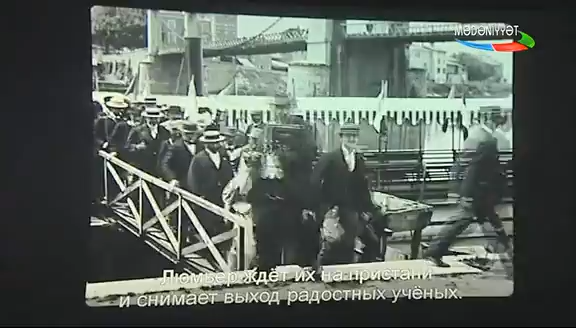 MƏDƏNİYYƏT
Люмьер ждёт их на пристани
и снимает выход радостных учёных.